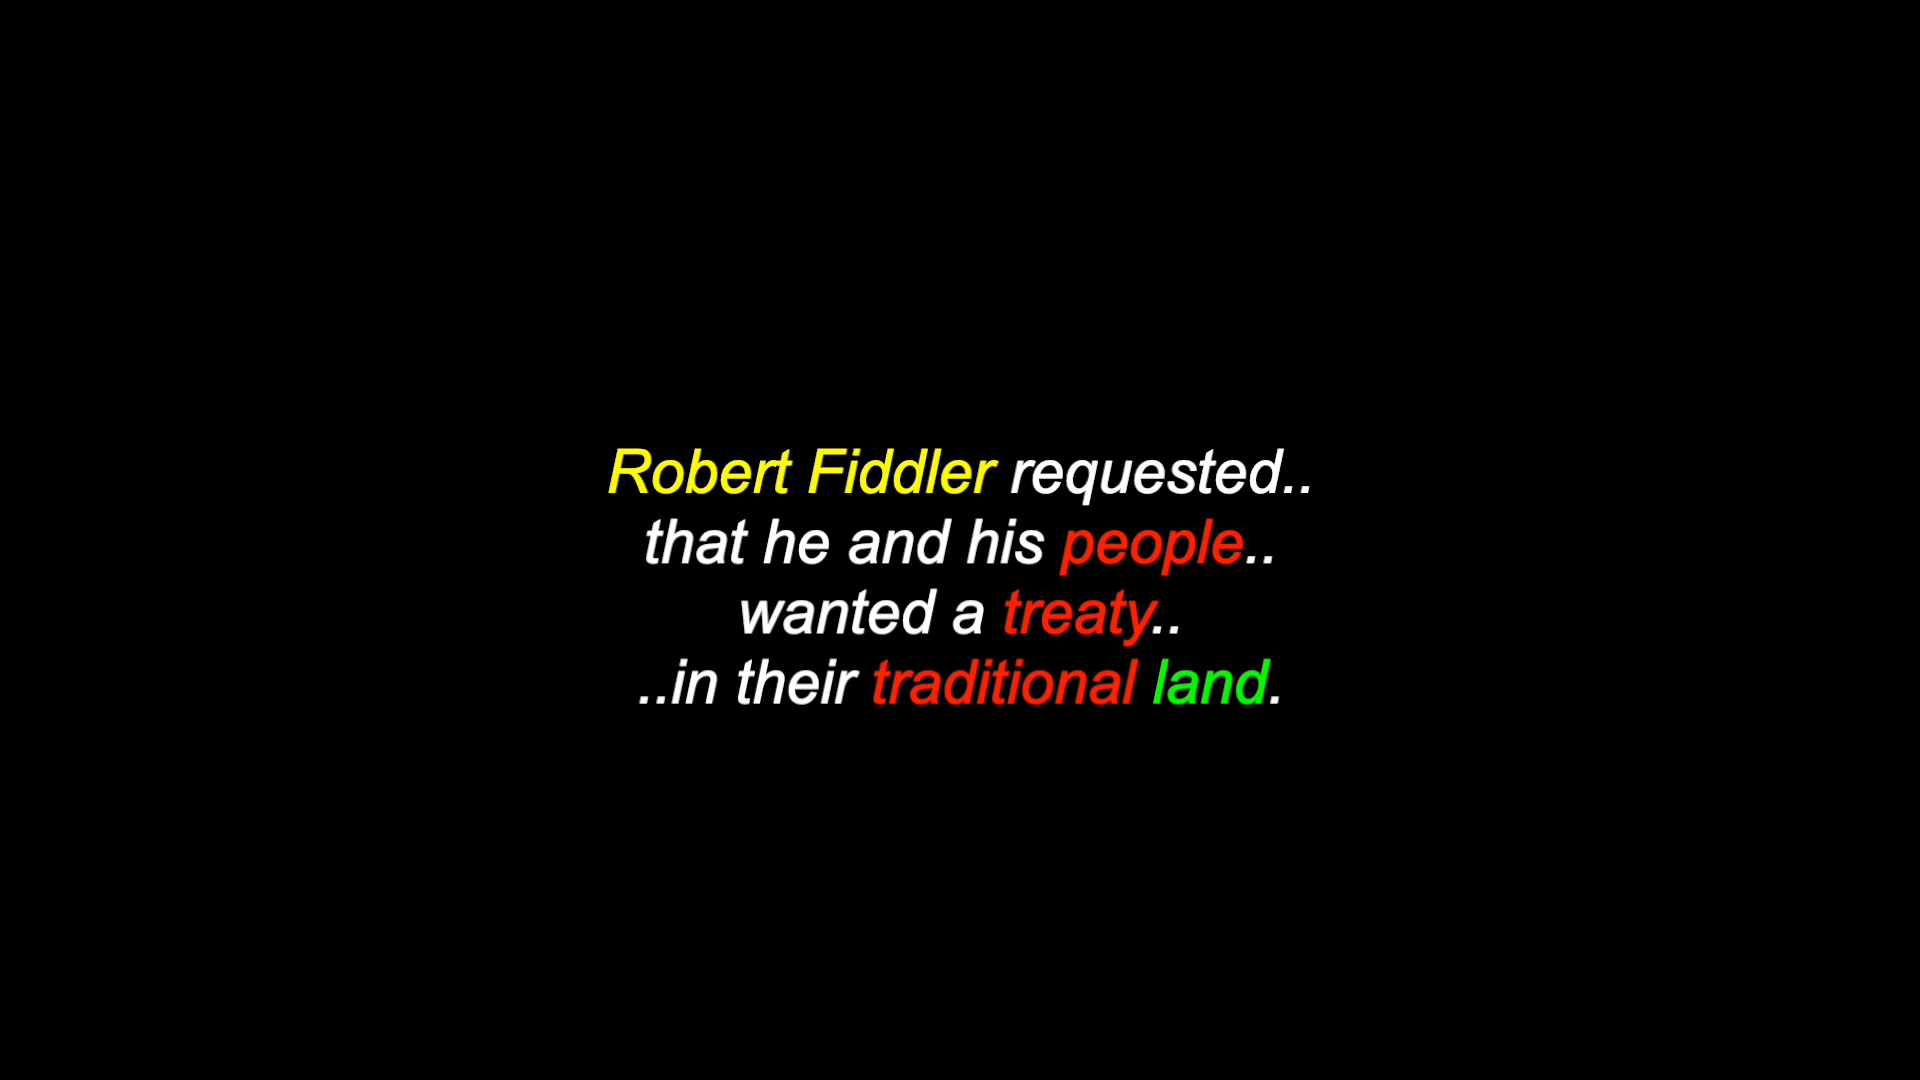 Robert Fiddler requested..
that he and his people..
wanted a treaty..
..in their traditional land.